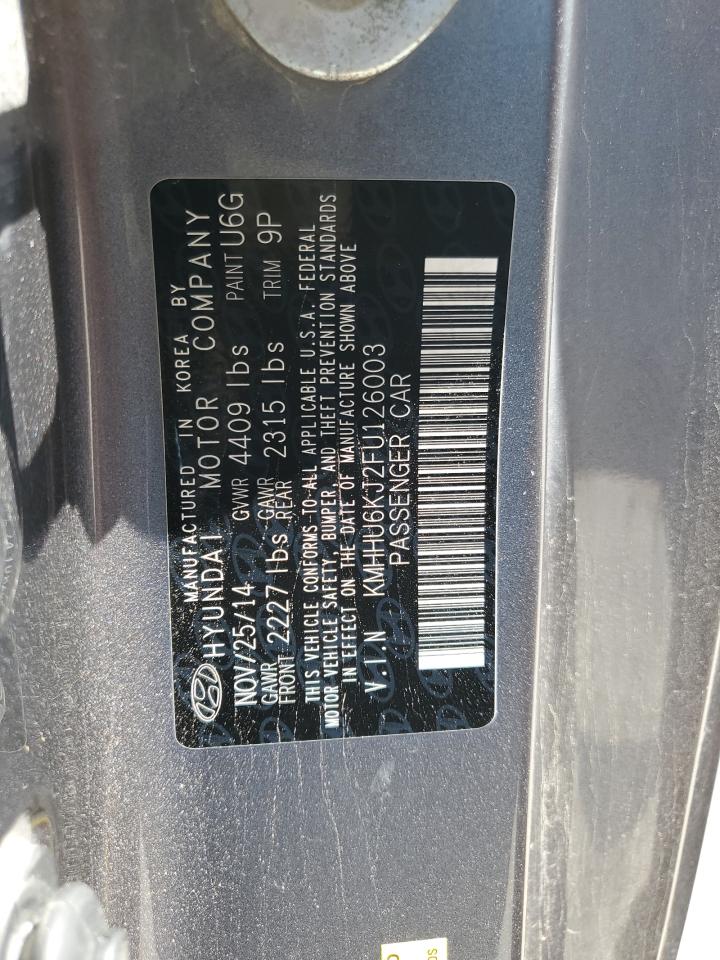 MANUFACTURED IN KOREA BY
HYUNDAI MOTOR COMPANY
NOV/25/14 GVWR 4409 lbs PAINT U6G
GAWR FRONT 2227 lbs GAWR REAR 2315 lbs TRIM 9P
THIS VEHICLE CONFORMS TO ALL APPLICABLE U.S.A. FEDERAL
MOTOR VEHICLE SAFETY, BUMPER, AND THEFT PREVENTION STANDARDS
IN EFFECT ON THE DATE OF MANUFACTURE SHOWN ABOVE
V.I.N KMHHU6KJ2FU126003
PASSENGER CAR